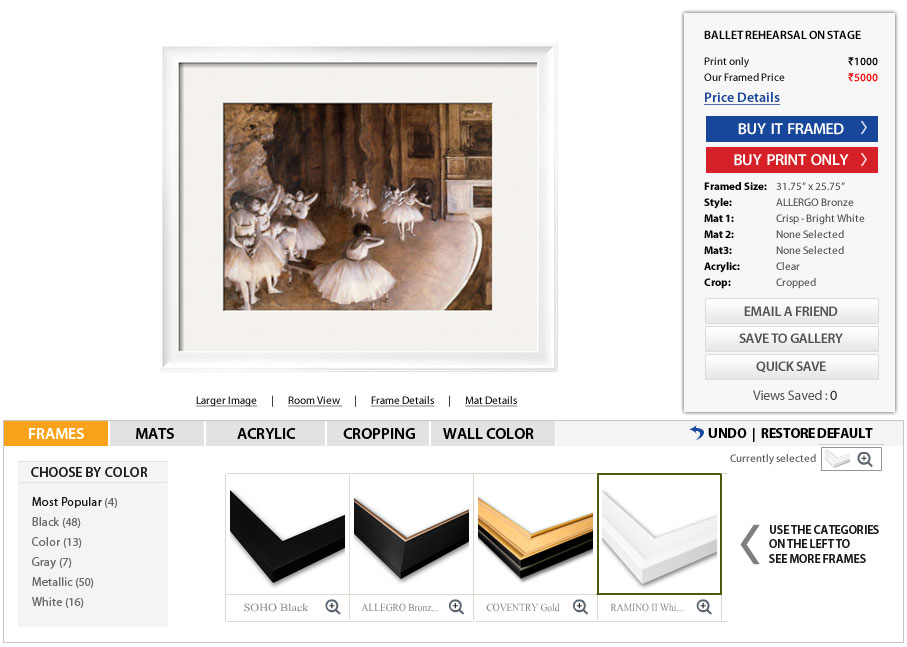 BALLET REHEARSAL ON STAGE
Print only ₹1000
Our Framed Price ₹5000
Price Details
BUY IT FRAMED
BUY PRINT ONLY
Framed Size: 31.75” x 25.75”
Style: ALLERGO Bronze
Mat 1: Crisp - Bright White
Mat 2: None Selected
Mat3: None Selected
Acrylic: Clear
Crop: Cropped
EMAIL A FRIEND
SAVE TO GALLERY
QUICK SAVE
Views Saved : 0
Larger Image | Room View | Frame Details | Mat Details
FRAMES MATS ACRYLIC CROPPING WALL COLOR UNDO | RESTORE DEFAULT
Currently selected
CHOOSE BY COLOR
Most Popular (4)
Black (48)
Color (13)
Gray (7)
Metallic (50)
White (16)
SOHO Black ALLEGRO Bronz... COVENTRY Gold RAMINO II Whi...
USE THE CATEGORIES
ON THE LEFT TO
SEE MORE FRAMES